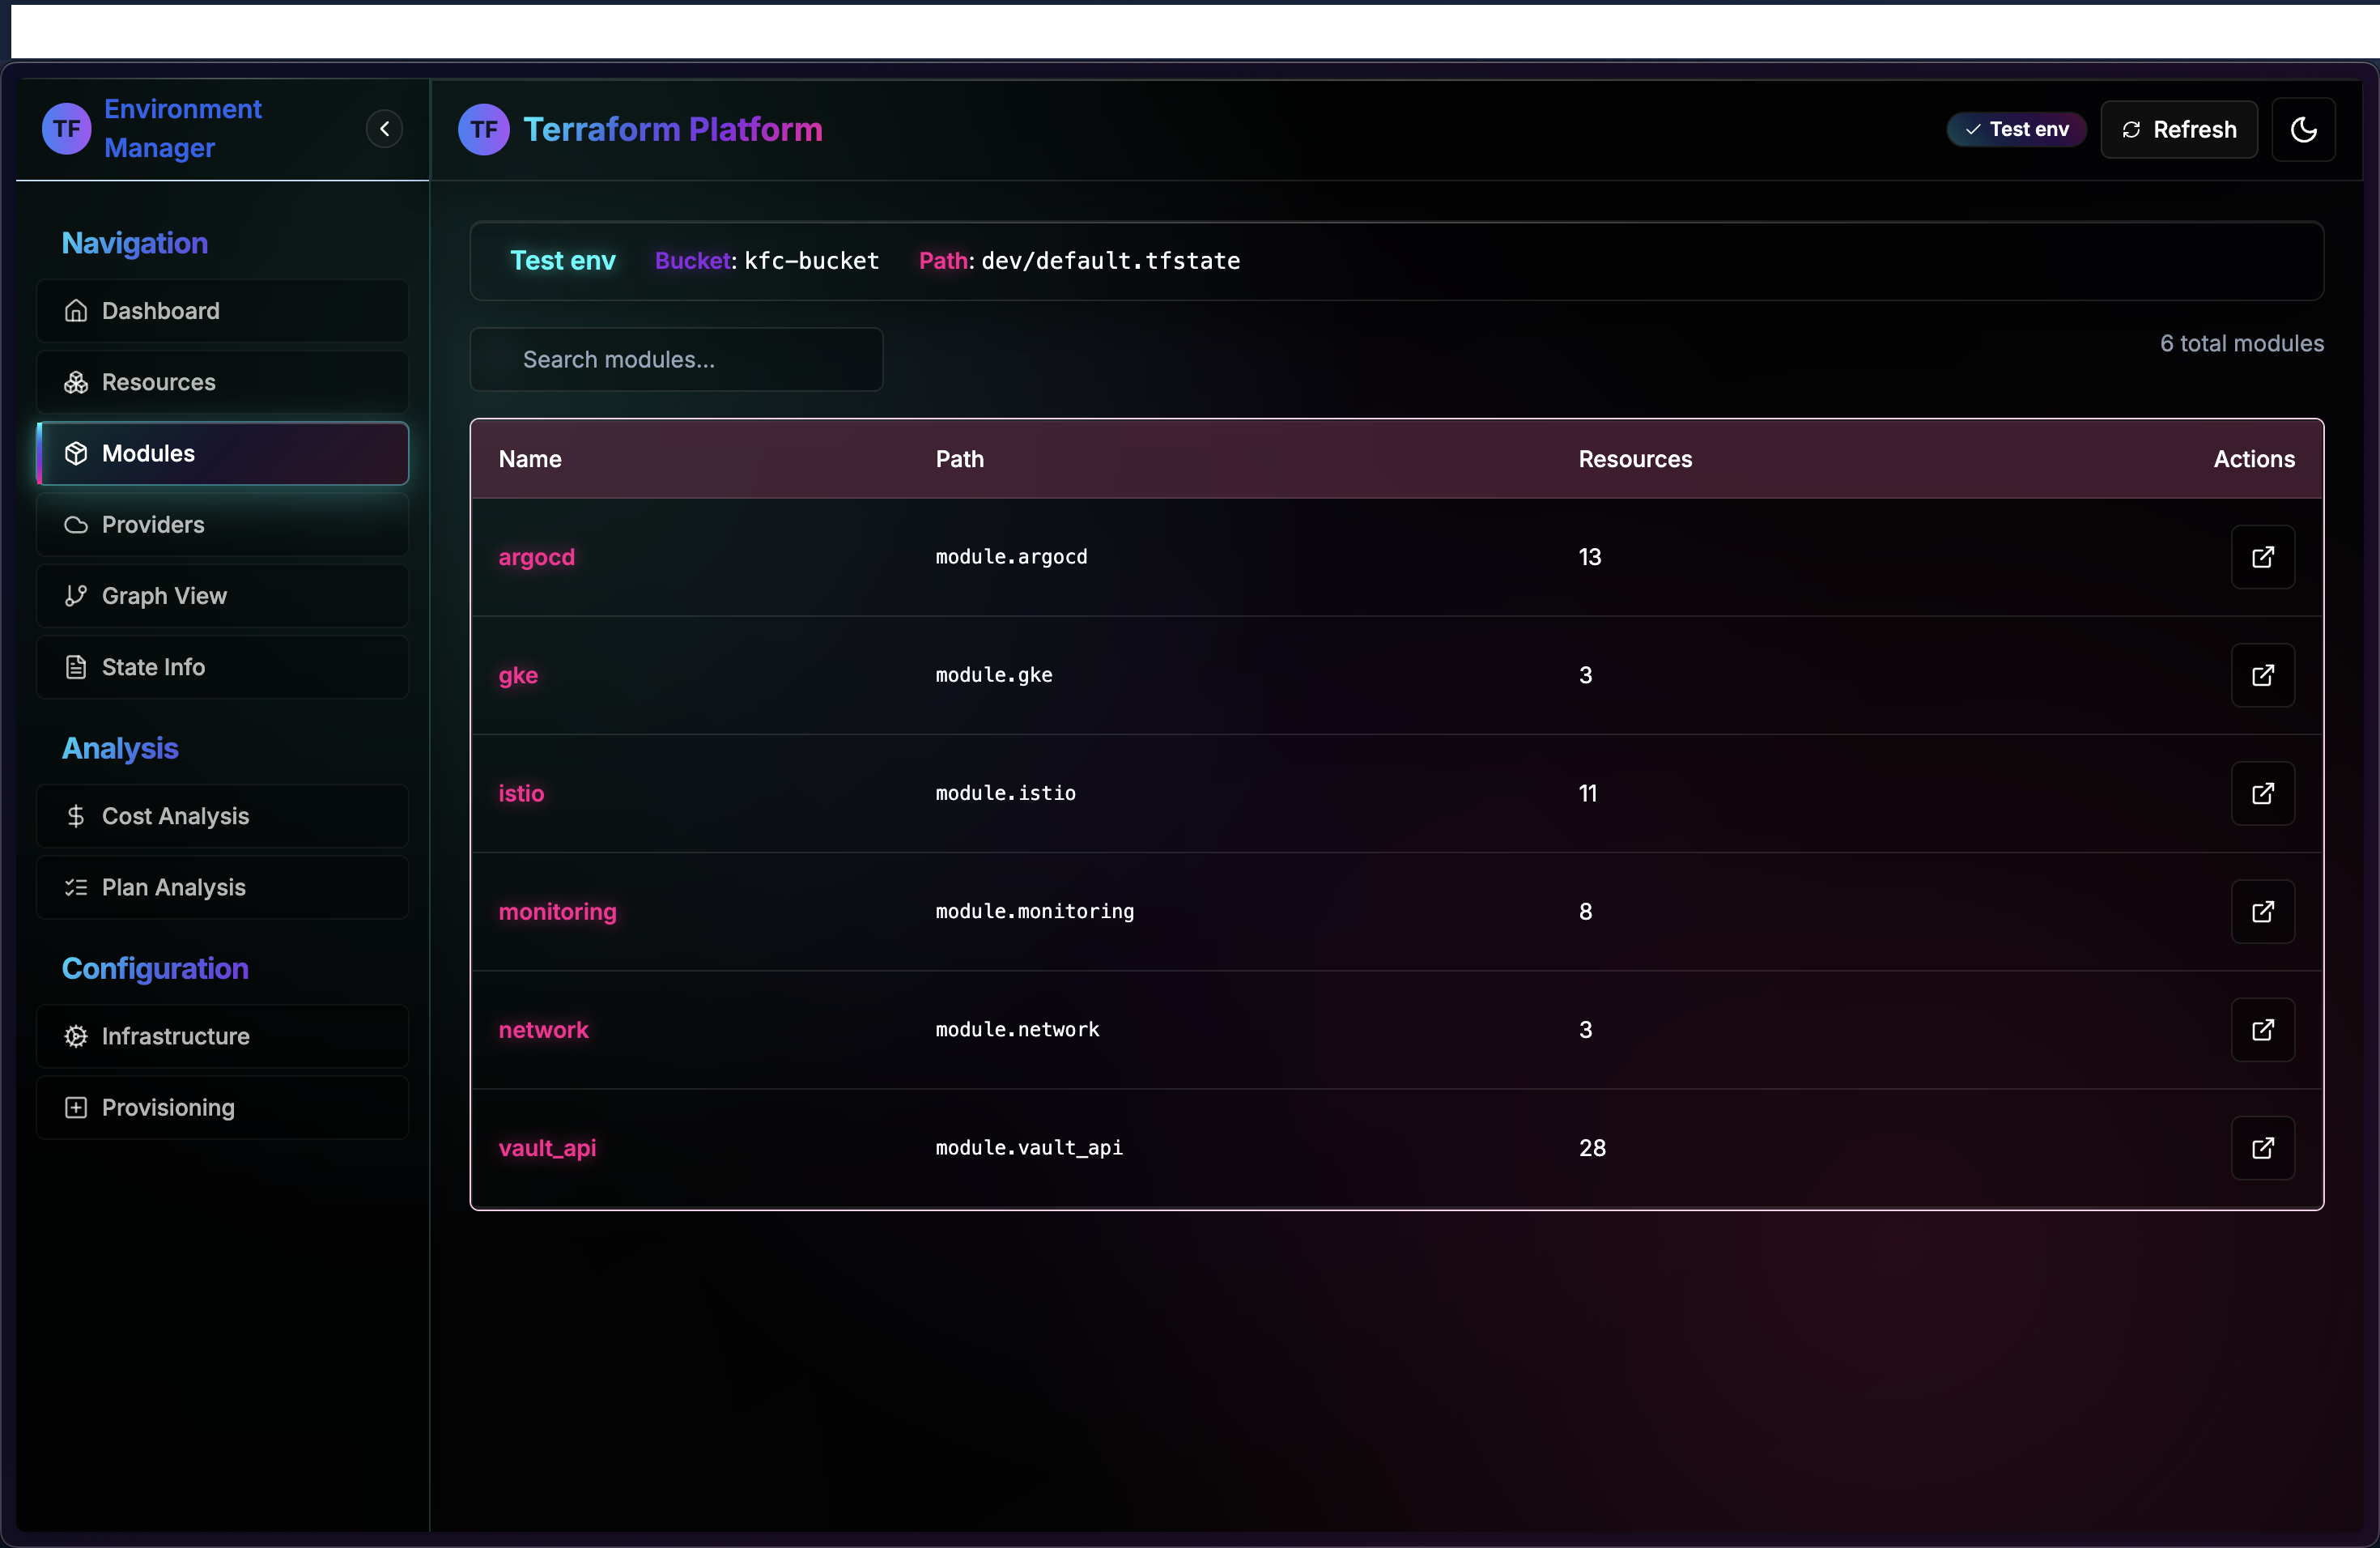 TF Environment Manager
TF Terraform Platform
Test env
Refresh
Navigation
Dashboard
Resources
Modules
Providers
Graph View
State Info
Analysis
Cost Analysis
Plan Analysis
Configuration
Infrastructure
Provisioning
Test env Bucket: kfc-bucket Path: dev/default.tfstate
Search modules...
6 total modules
Name Path Resources Actions
argocd module.argocd 13
gke module.gke 3
istio module.istio 11
monitoring module.monitoring 8
network module.network 3
vault_api module.vault_api 28